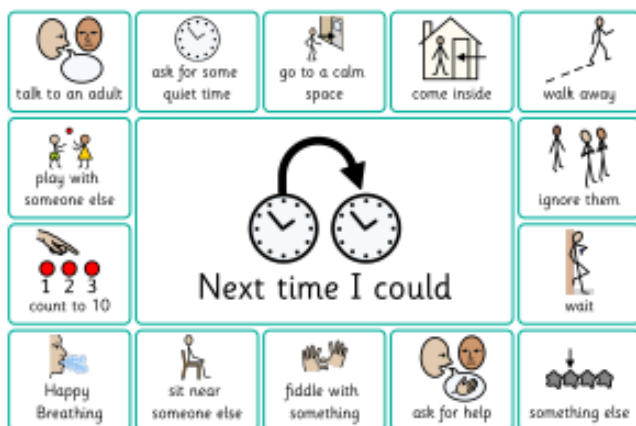 talk to an adult
ask for some
quiet time
go to a calm
space
come inside
walk away
play with
someone else
Next time I could
ignore them
1 2 3
count to 10
wait
Happy
Breathing
sit near
someone else
fiddle with
something
ask for help
something else